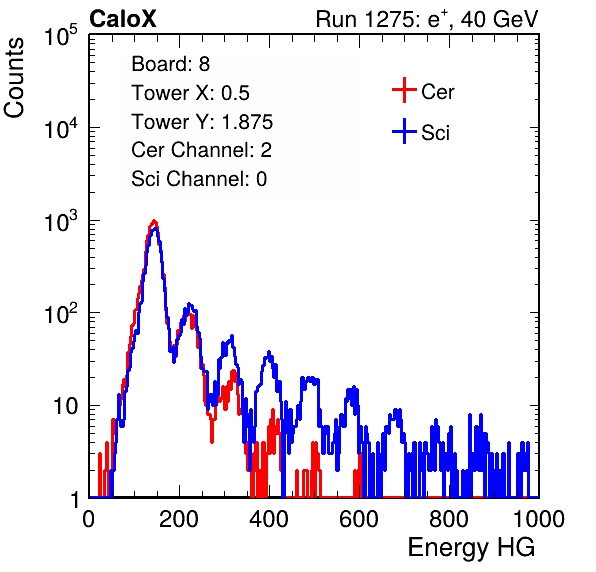 CaloX Run 1275: e⁺, 40 GeV
Board: 8
Tower X: 0.5
Tower Y: 1.875
Cer Channel: 2
Sci Channel: 0
Cer
Sci
Counts
10⁵
10⁴
10³
10²
10
1
0 200 400 600 800 1000
Energy HG